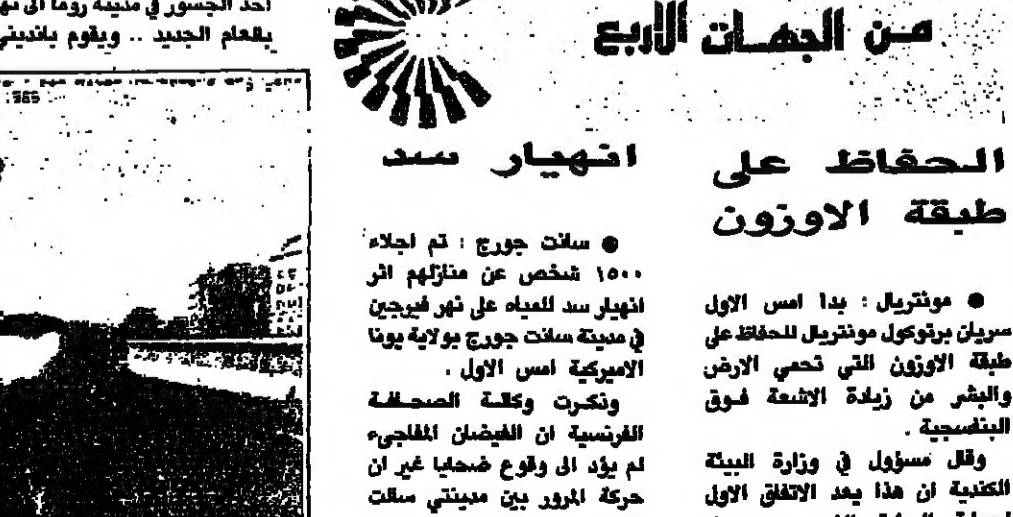 من الجهات الأربع
الحفاظ على
طبقة الاوزون
● مونتريال : بدا امس الاول
سريان برتوكول مونتريال للحفاظ على
طبقة الاوزون التي تحمي الارض
والبشر من زيادة الاشعة فوق
البنفسجية .
وقال مسؤول في وزارة البيئة
الكندية ان هذا يعد الاتفاق الاول
انهيار سد
● سانت جورج : تم اجلاء
١٥٠٠ شخص عن منازلهم اثر
انهيار سد للمياه على نهر فيرجين
في مدينة سانت جورج بولاية يوتا
الاميركية امس الاول .
وذكرت وكالة الصحافة
الفرنسية ان الفيضان المفاجيء
لم يؤد الى وقوع ضحايا غير ان
حركة المرور بين مدينتي سانت
احد الجسور في مدينة روما الى
بالعام الجديد .. ويقوم